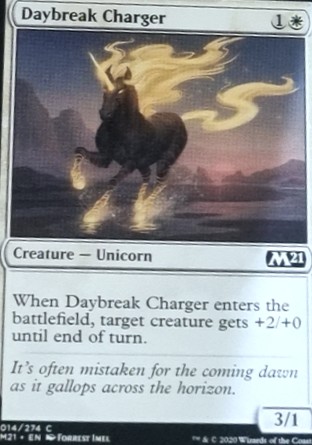 Daybreak Charger 1
Creature — Unicorn M21
When Daybreak Charger enters the
battlefield, target creature gets +2/+0
until end of turn.
It's often mistaken for the coming dawn
as it gallops across the horizon.
3/1
014/274 C
M21 • EN Forrest Imel ™ & © 2020 Wizards of the Coast